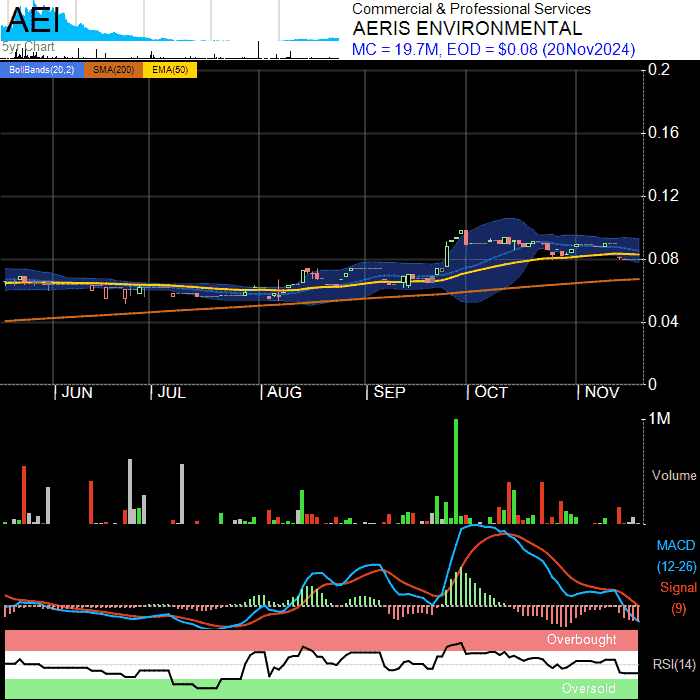 AEI
5yr Chart
Commercial & Professional Services
AERIS ENVIRONMENTAL
MC = 19.7M, EOD = $0.08 (20Nov2024)
BollBands(20,2) SMA(200) EMA(50)
0.2
0.16
0.12
0.08
0.04
0
JUN JUL AUG SEP OCT NOV
1M
Volume
MACD
(12-26)
Signal
(9)
Overbought
RSI(14)
Oversold